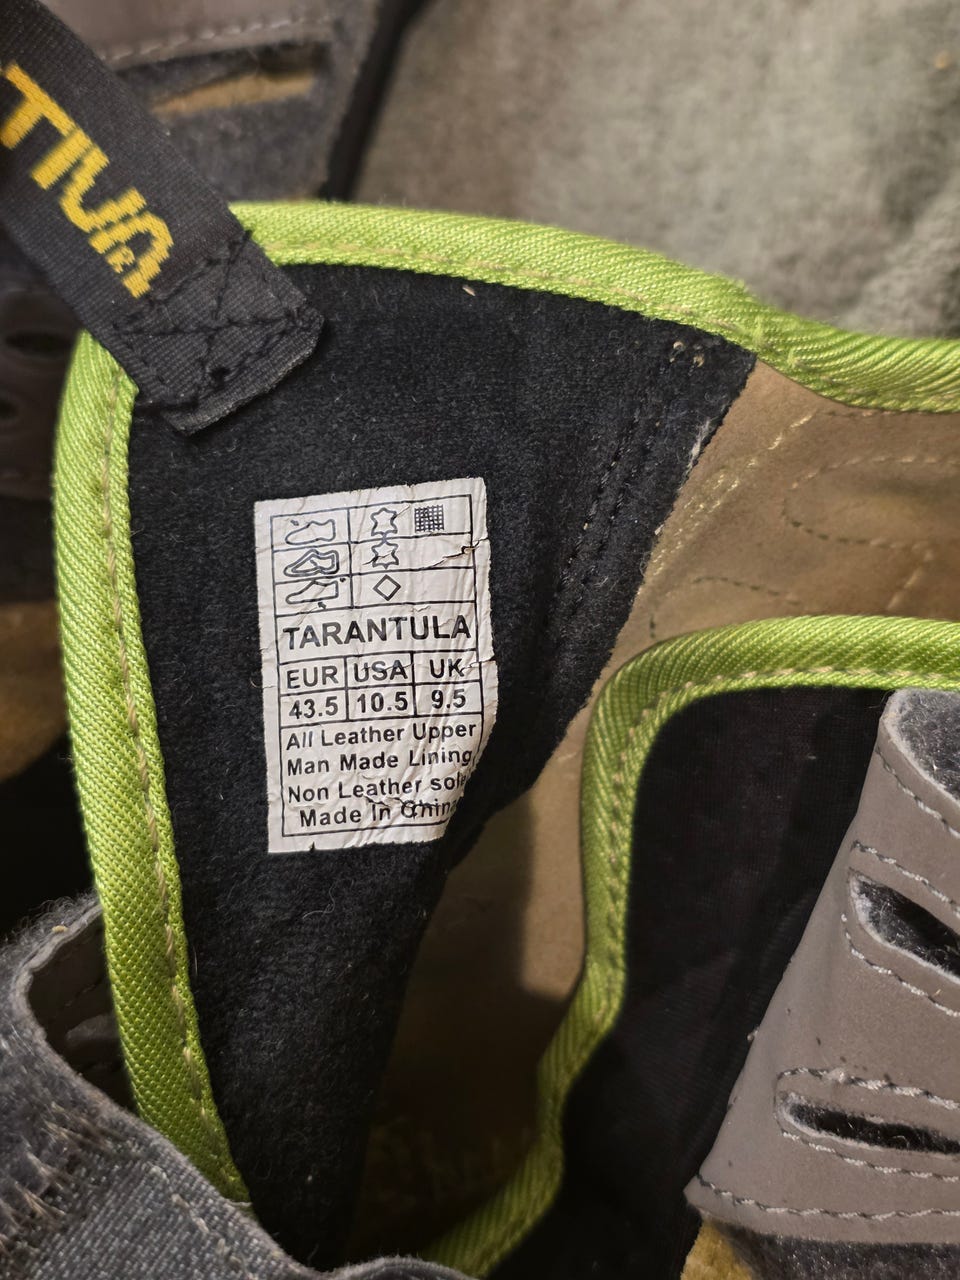 TIVA
TARANTULA
EUR USA UK
43.5 10.5 9.5
All Leather Upper
Man Made Lining
Non Leather sole
Made In China